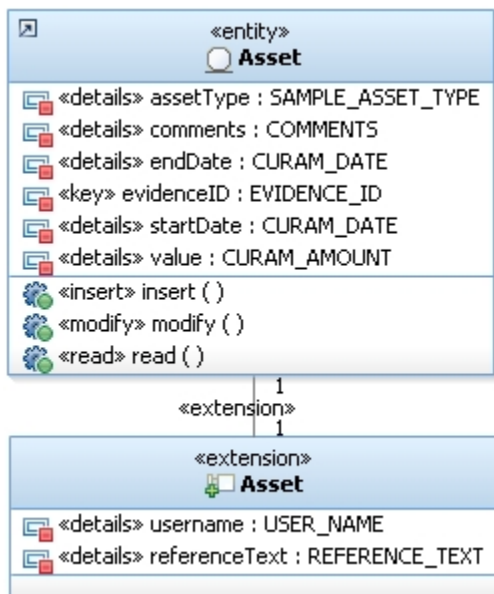 «entity»
Asset
«details» assetType : SAMPLE_ASSET_TYPE
«details» comments : COMMENTS
«details» endDate : CURAM_DATE
«key» evidenceID : EVIDENCE_ID
«details» startDate : CURAM_DATE
«details» value : CURAM_AMOUNT
«insert» insert ( )
«modify» modify ( )
«read» read ( )
1
«extension»
1
«extension»
Asset
«details» username : USER_NAME
«details» referenceText : REFERENCE_TEXT